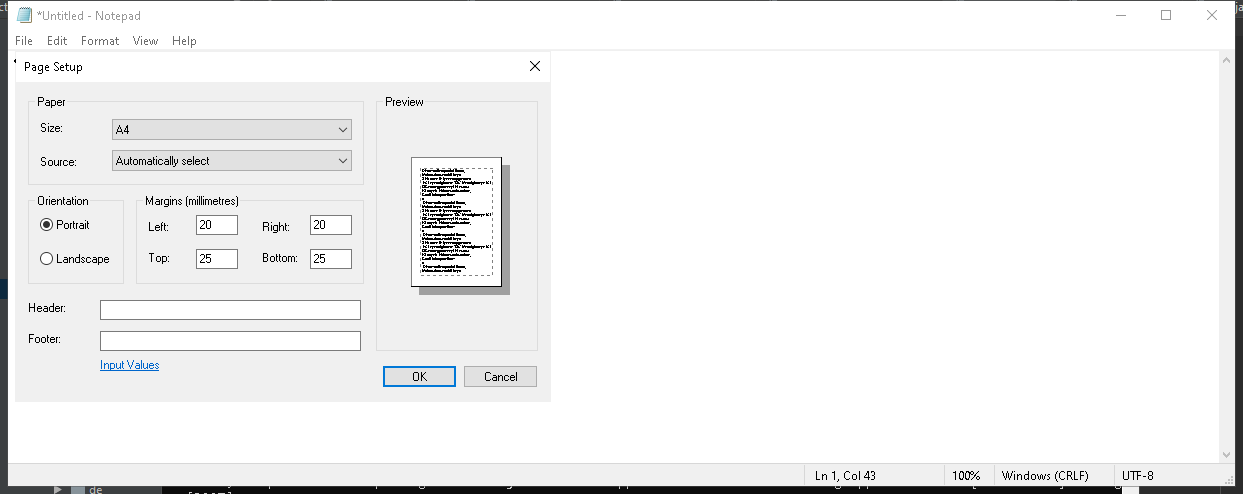 *Untitled - Notepad
File Edit Format View Help
Page Setup
Paper
Size: A4
Source: Automatically select
Preview
Orientation
Portrait
Landscape
Margins (millimetres)
Left: 20 Right: 20
Top: 25 Bottom: 25
Header:
Footer:
Input Values
OK Cancel
Ln 1, Col 43 100% Windows (CRLF) UTF-8
de